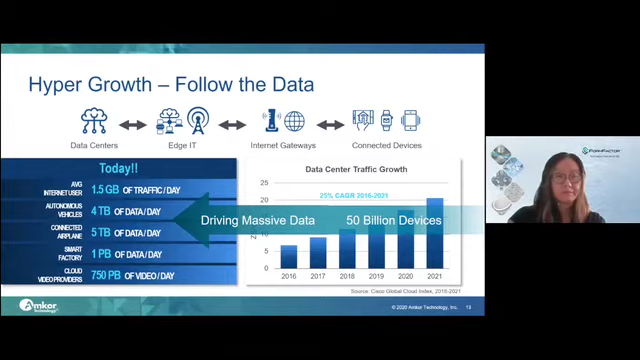 Hyper Growth – Follow the Data
Data Centers
Edge IT
Internet Gateways
Connected Devices
Today!!
AVG INTERNET USER 1.5 GB OF TRAFFIC / DAY
AUTONOMOUS VEHICLES 4 TB OF DATA / DAY
CONNECTED AIRPLANE 5 TB OF DATA / DAY
SMART FACTORY 1 PB OF DATA / DAY
CLOUD VIDEO PROVIDERS 750 PB OF VIDEO / DAY
Data Center Traffic Growth
25% CAGR 2016-2021
25
20
15
5
0
Driving Massive Data 50 Billion Devices
2016 2017 2018 2019 2020 2021
Source: Cisco Global Cloud Index, 2016-2021
Amkor Technology
© 2020 Amkor Technology, Inc. 13
FORMFACTOR